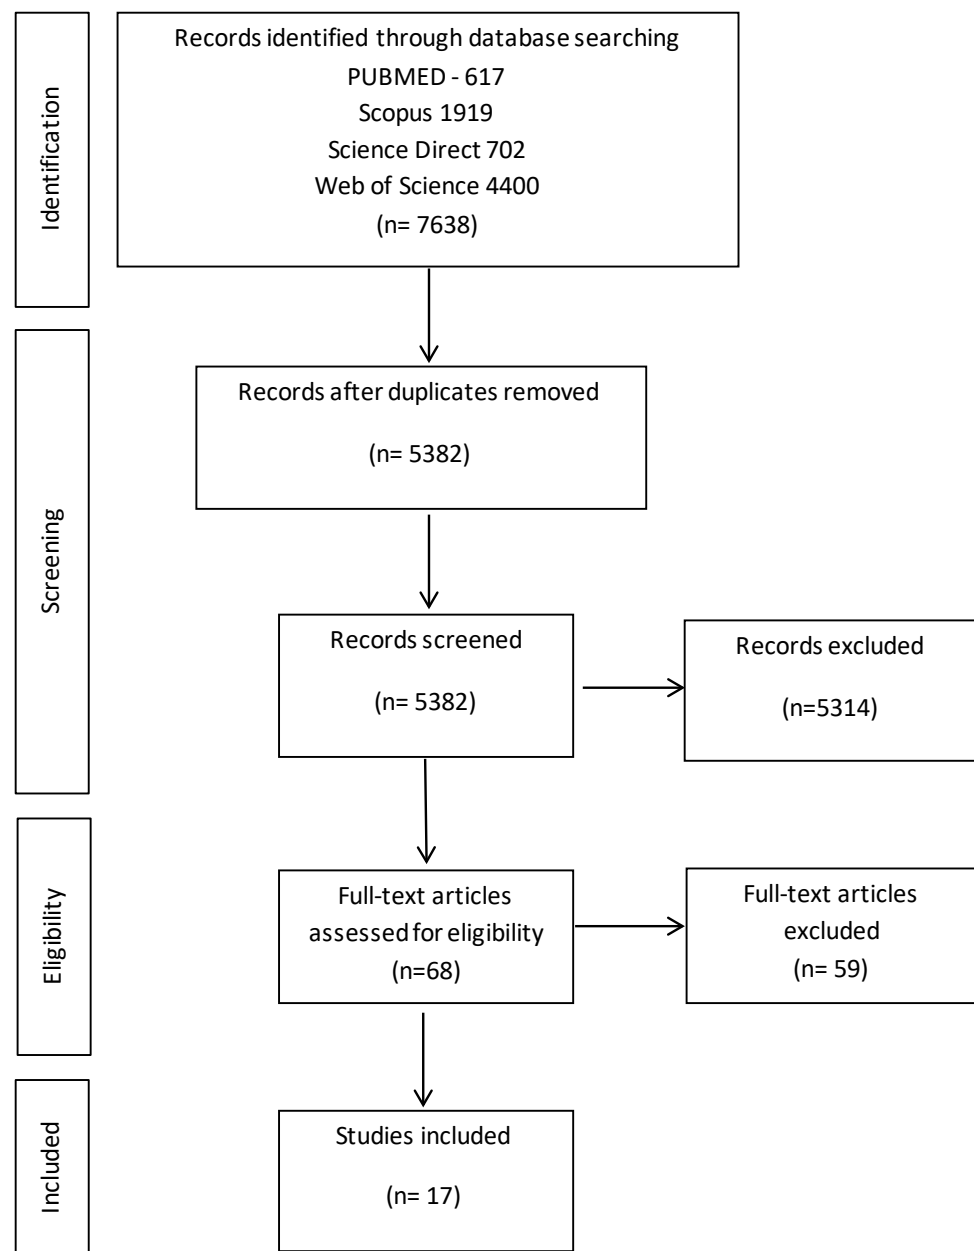 Identification
Records identified through database searching
PUBMED - 617
Scopus 1919
Science Direct 702
Web of Science 4400
(n= 7638)
Screening
Records after duplicates removed
(n= 5382)
Records screened
(n= 5382)
Records excluded
(n=5314)
Eligibility
Full-text articles
assessed for eligibility
(n=68)
Full-text articles
excluded
(n= 59)
Included
Studies included
(n= 17)